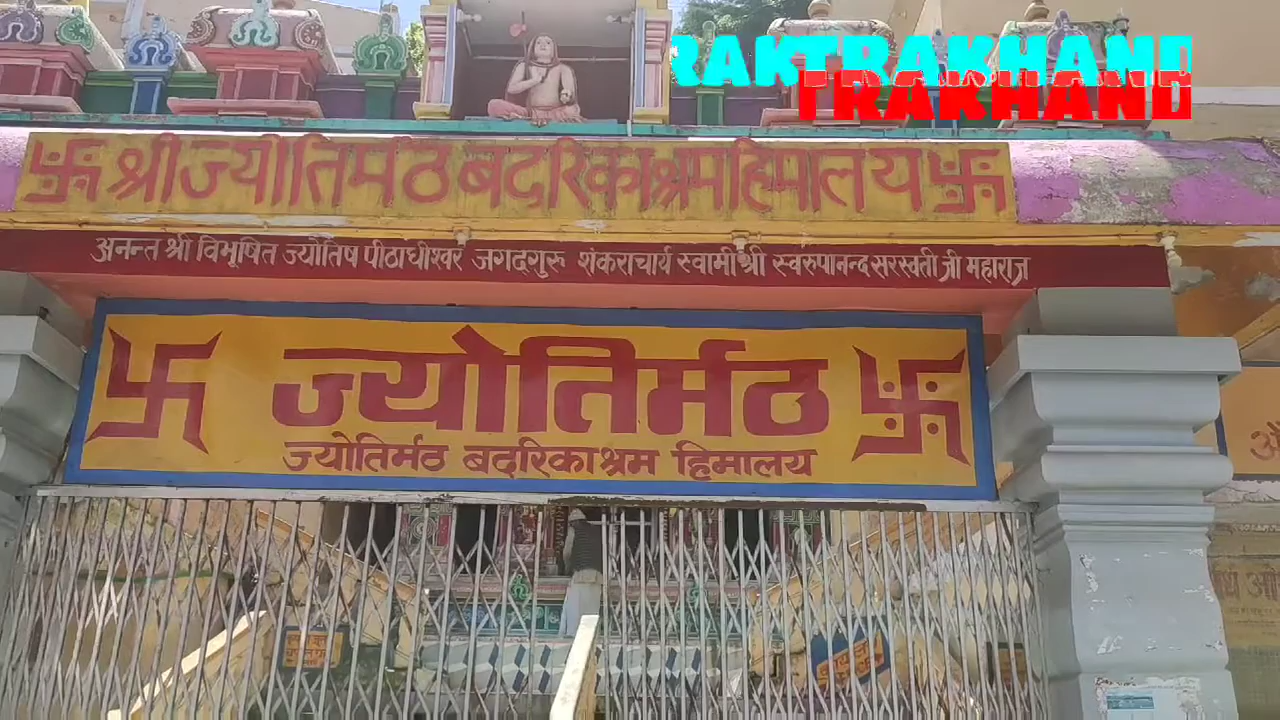 RAKTRAKHAND
TRAKHAND
श्री ज्योतिर्मठ बदरिकाश्रम हिमालय
अनन्त श्री विभूषित ज्योतिष पीठाधीश्वर जगद्गुरु शंकराचार्य स्वामी श्री स्वरुपानन्द सरस्वती जी महाराज
ज्योतिर्मठ
ज्योतिर्मठ बदरिकाश्रम हिमालय